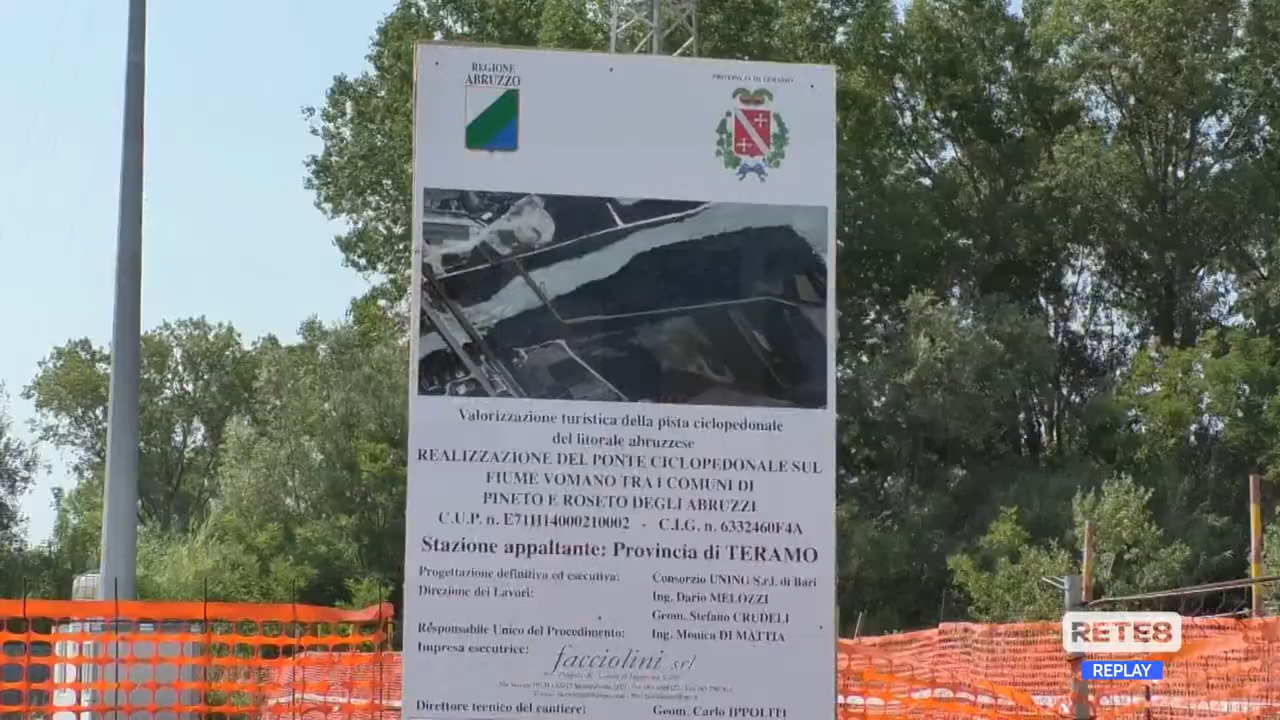 REGIONE
ABRUZZO
PROVINCIA DI TERAMO
Valorizzazione turistica della pista ciclopedonale
del litorale abruzzese
REALIZZAZIONE DEL PONTE CICLOPEDONALE SUL
FIUME VOMANO TRA I COMUNI DI
PINETO E ROSETO DEGLI ABRUZZI
C.U.P. n. E71H14000210002 - C.I.G. n. 6332460F4A
Stazione appaltante: Provincia di TERAMO
Progettazione definitiva ed esecutiva: Consorzio UNING S.r.l. di Bari
Direzione dei Lavori: Ing. Dario MELOZZI
Geom. Stefano CRUDELI
Responsabile Unico del Procedimento: Ing. Monica DI MATTIA
Impresa esecutrice: facciolini srl
Direttore tecnico del cantiere: Geom. Carlo IPPOLITI
RETE8
REPLAY